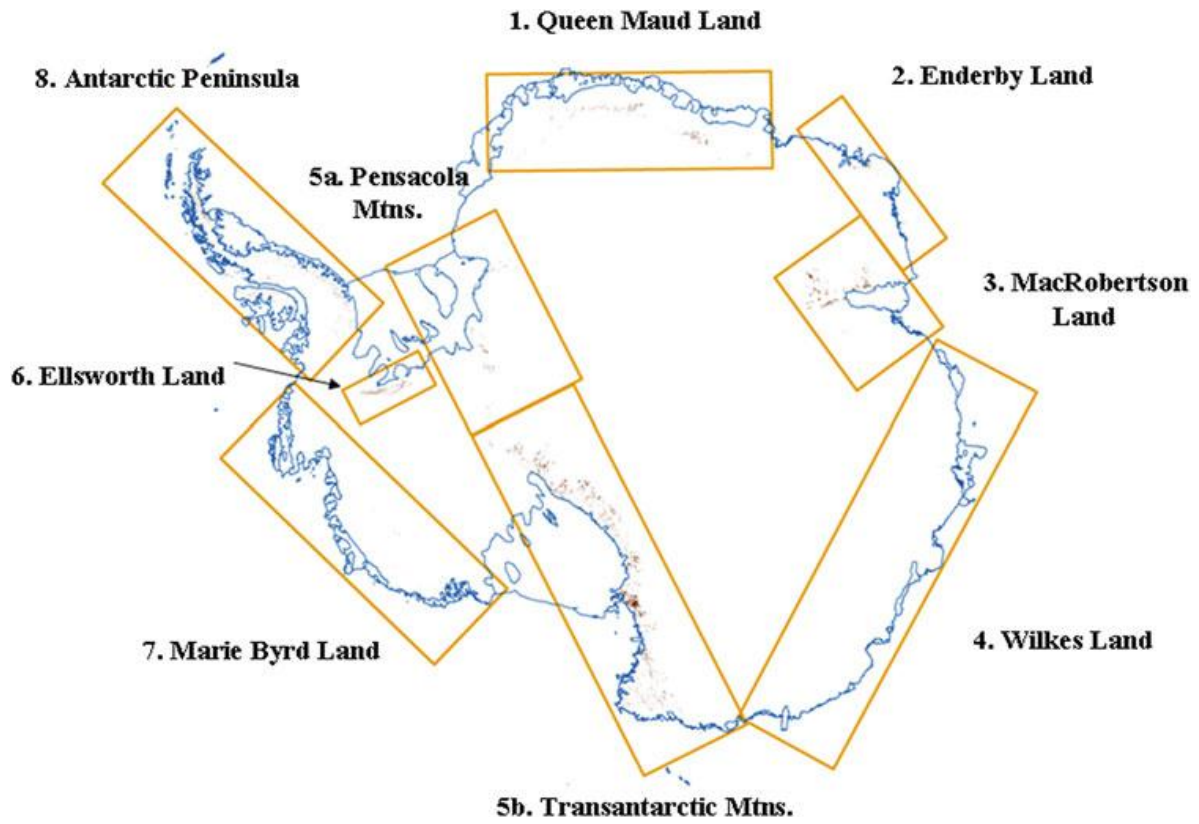 1. Queen Maud Land
8. Antarctic Peninsula
2. Enderby Land
5a. Pensacola
Mtns.
3. MacRobertson
Land
6. Ellsworth Land
7. Marie Byrd Land
4. Wilkes Land
5b. Transantarctic Mtns.